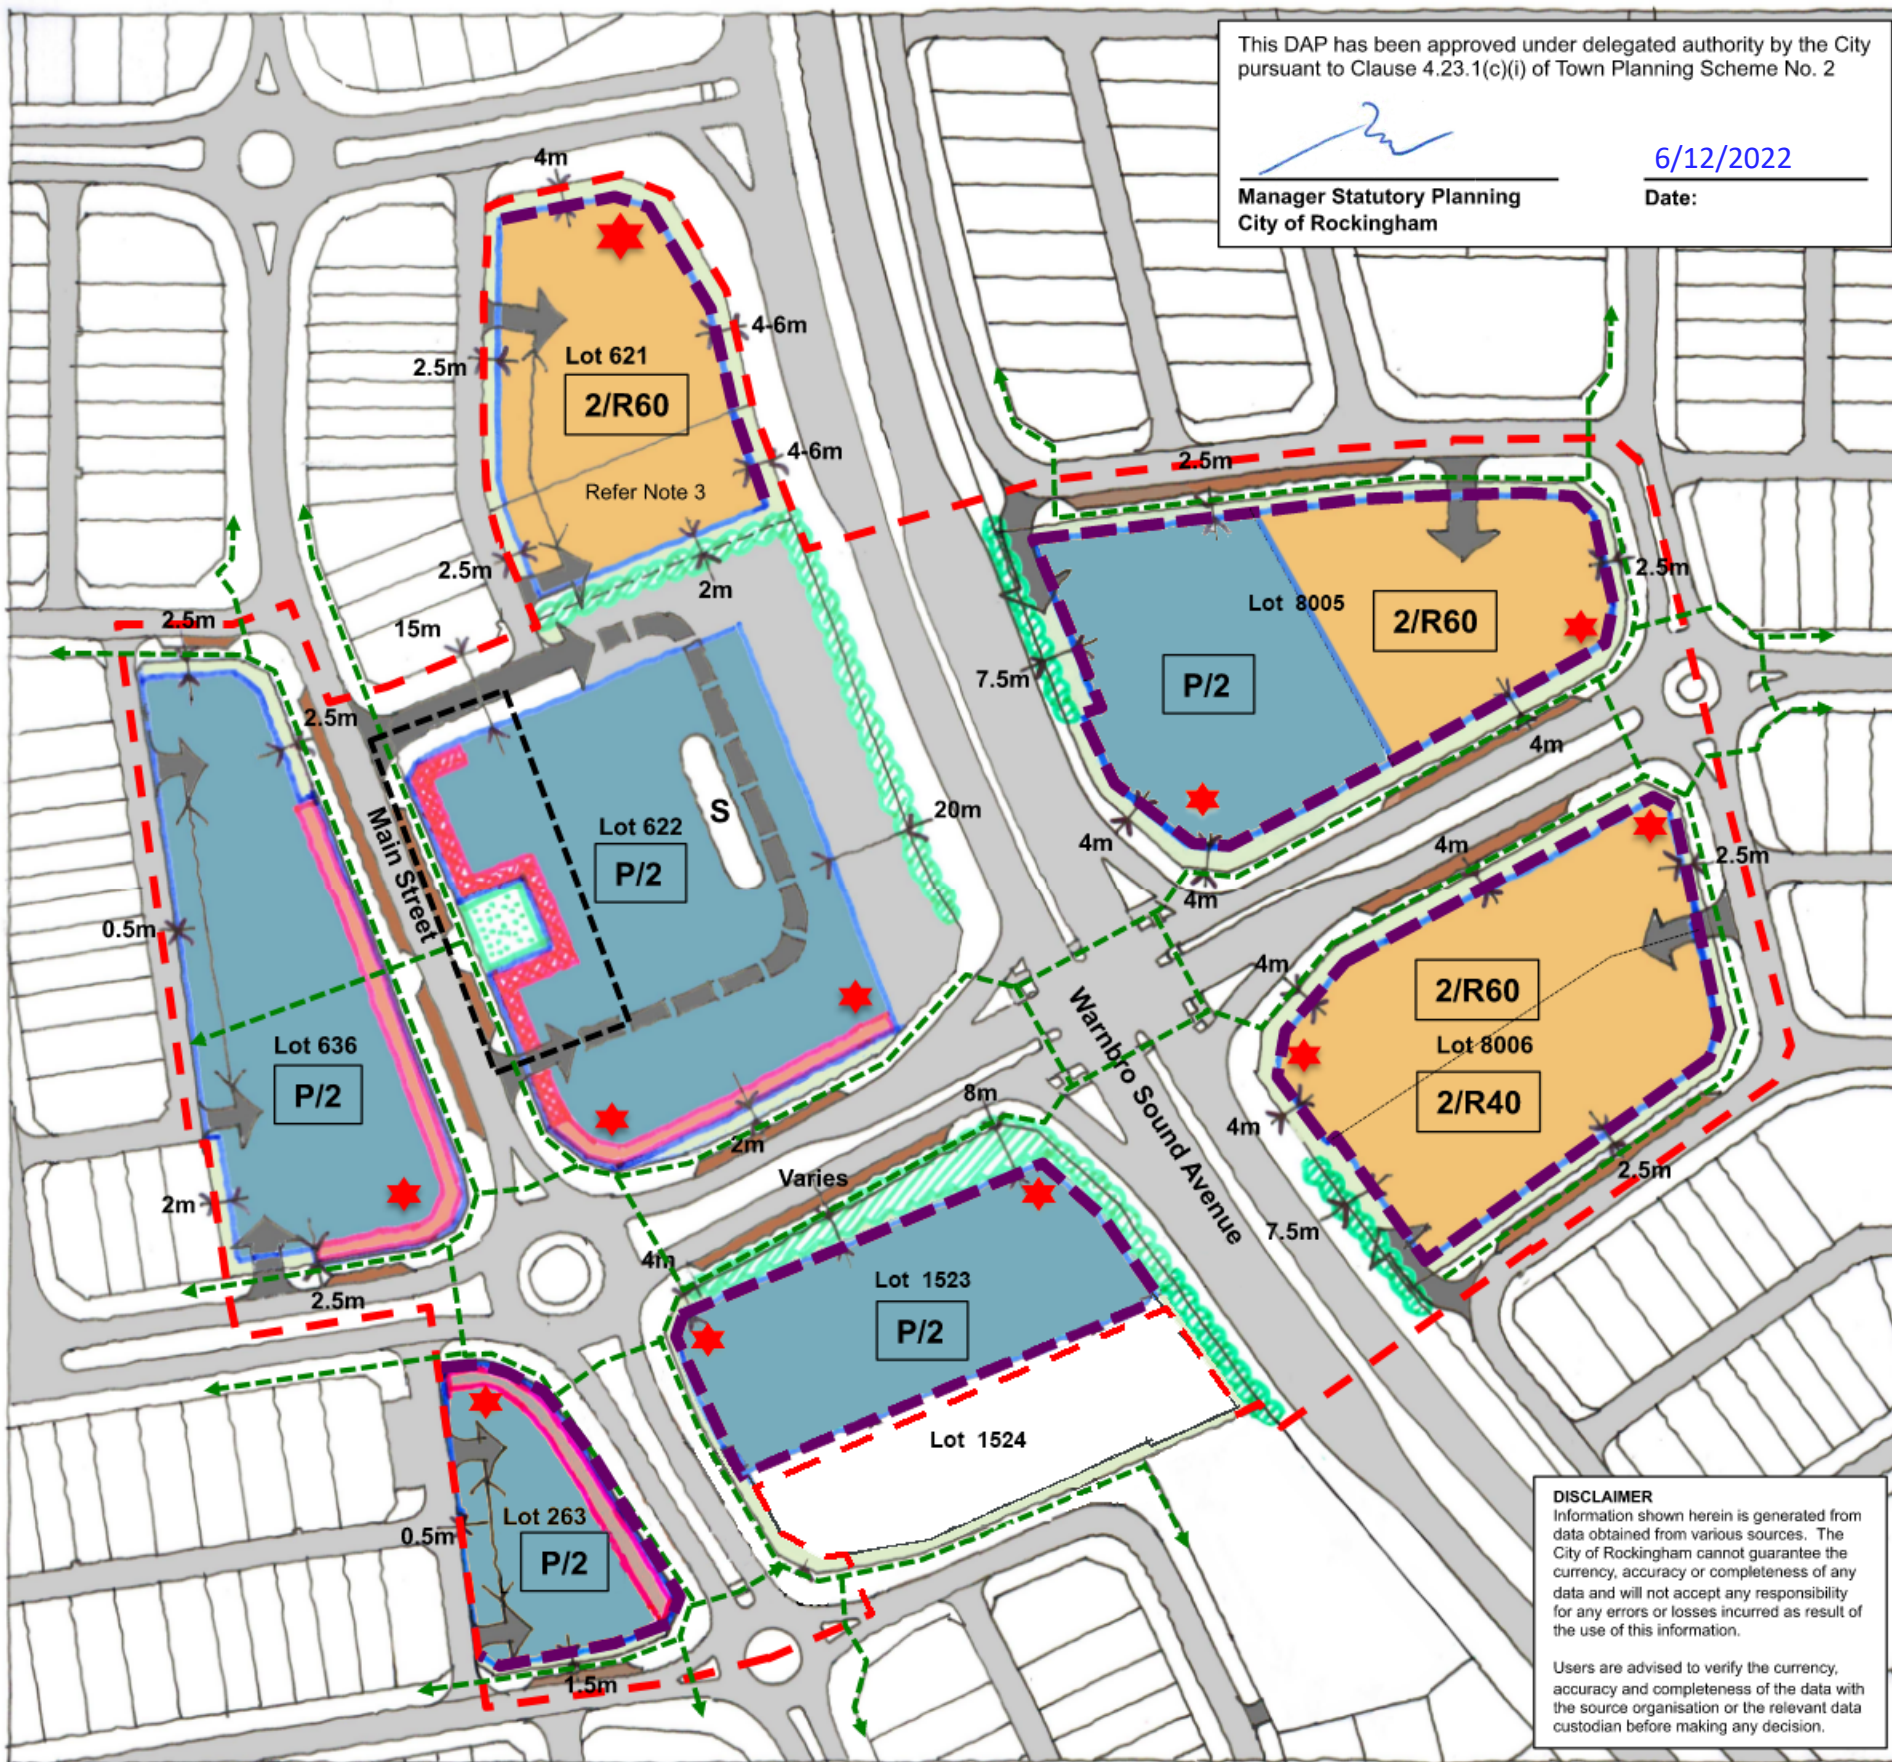 This DAP has been approved under delegated authority by the City
pursuant to Clause 4.23.1(c)(i) of Town Planning Scheme No. 2
6/12/2022
Manager Statutory Planning
Date:
City of Rockingham
4m
4-6m
Lot 621
2.5m
2/R60
4-6m
Refer Note 3
2.5m
2m
2.5m
2.5m
Lot 8005
2/R60
2.5m
2.5m
15m
7.5m
P/2
2.5m
4m
Main Street
Lot 622
P/2
S
20m
4m
4m
4m
2.5m
0.5m
4m
2/R60
Lot 8006
2/R40
Warnbro Sound Avenue
Lot 636
P/2
8m
4m
2m
2.5m
Varies
2m
7.5m
4m
2.5m
Lot 1523
P/2
Lot 1524
Lot 263
0.5m
P/2
1.5m
DISCLAIMER
Information shown herein is generated from
data obtained from various sources. The
City of Rockingham cannot guarantee the
currency, accuracy or completeness of any
data and will not accept any responsibility
for any errors or losses incurred as result of
the use of this information.
Users are advised to verify the currency,
accuracy and completeness of the data with
the source organisation or the relevant data
custodian before making any decision.